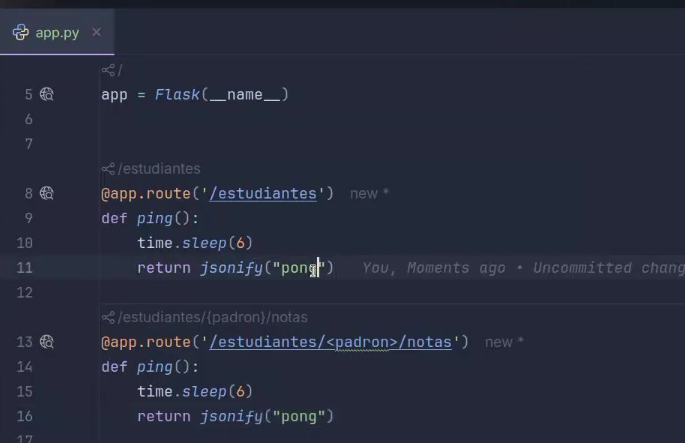 app.py ×
/
5 app = Flask(__name__)
6
7
/estudiantes
8 @app.route('/estudiantes') new *
9 def ping():
10 time.sleep(6)
11 return jsonify("pong") You, Moments ago • Uncommitted chang
12
/estudiantes/{padron}/notas
13 @app.route('/estudiantes/<padron>/notas') new *
14 def ping():
15 time.sleep(6)
16 return jsonify("pong")
17